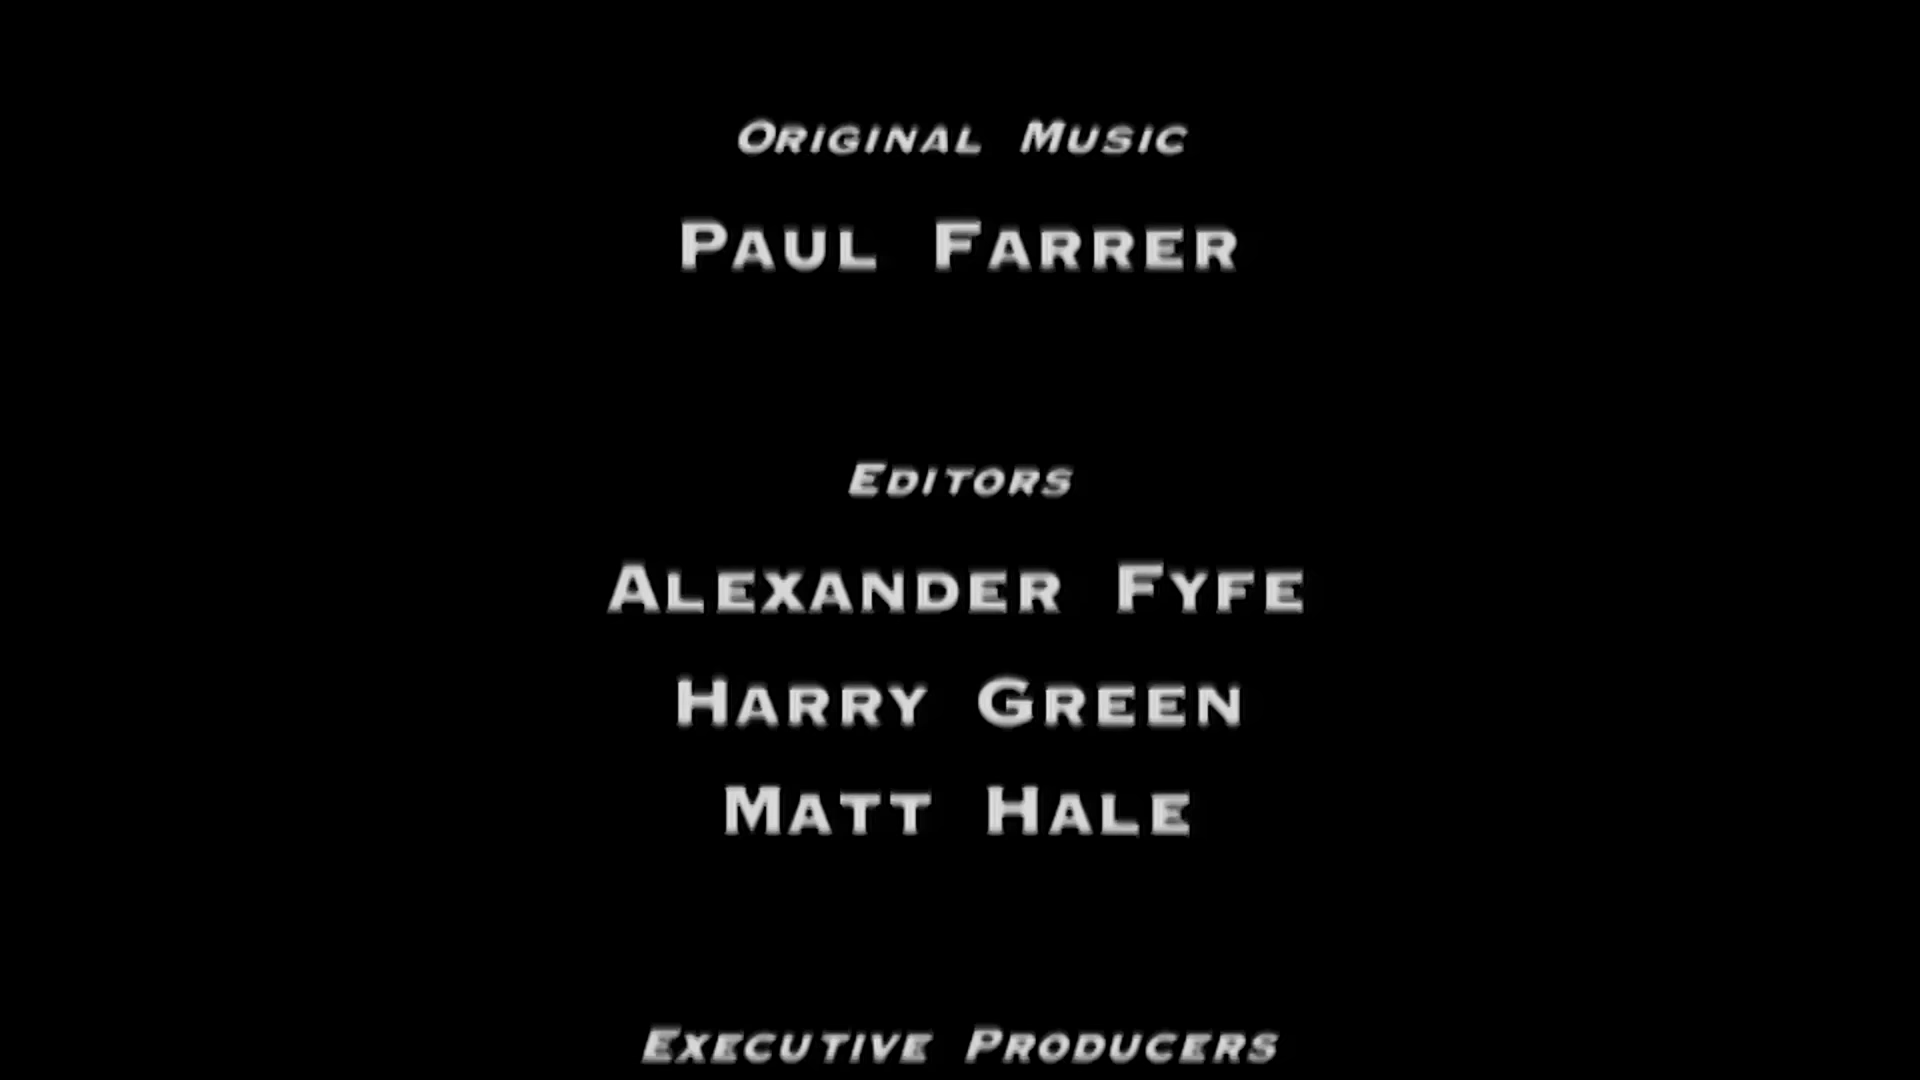 Original Music
Paul Farrer
Editors
Alexander Fyfe
Harry Green
Matt Hale
Executive Producers